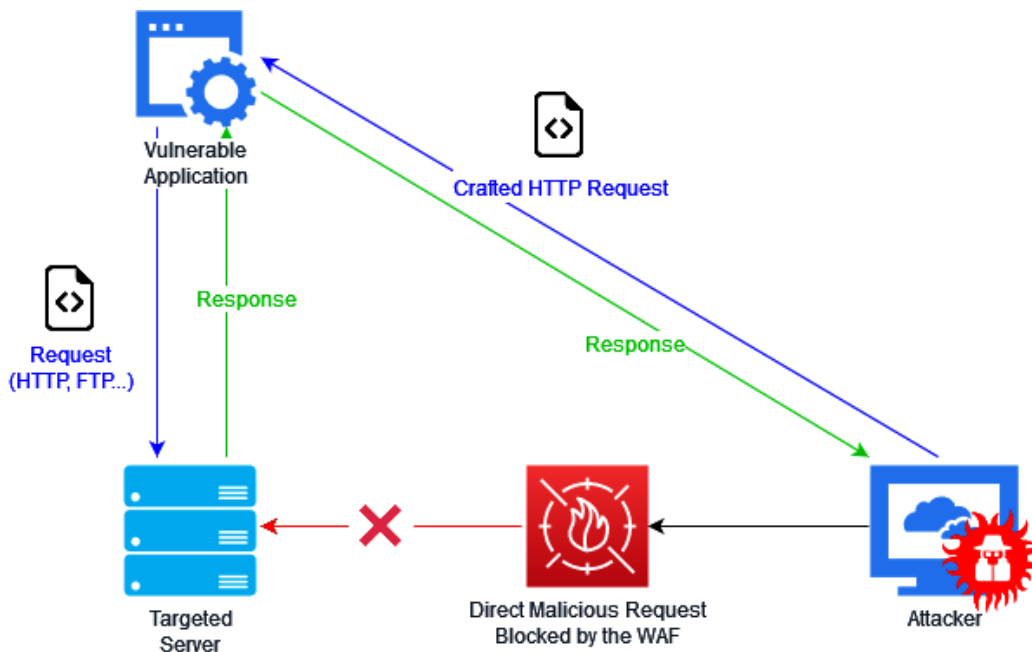 Vulnerable
Application
Crafted HTTP Request
Response
Response
Request
(HTTP, FTP...)
Targeted
Server
Direct Malicious Request
Blocked by the WAF
Attacker